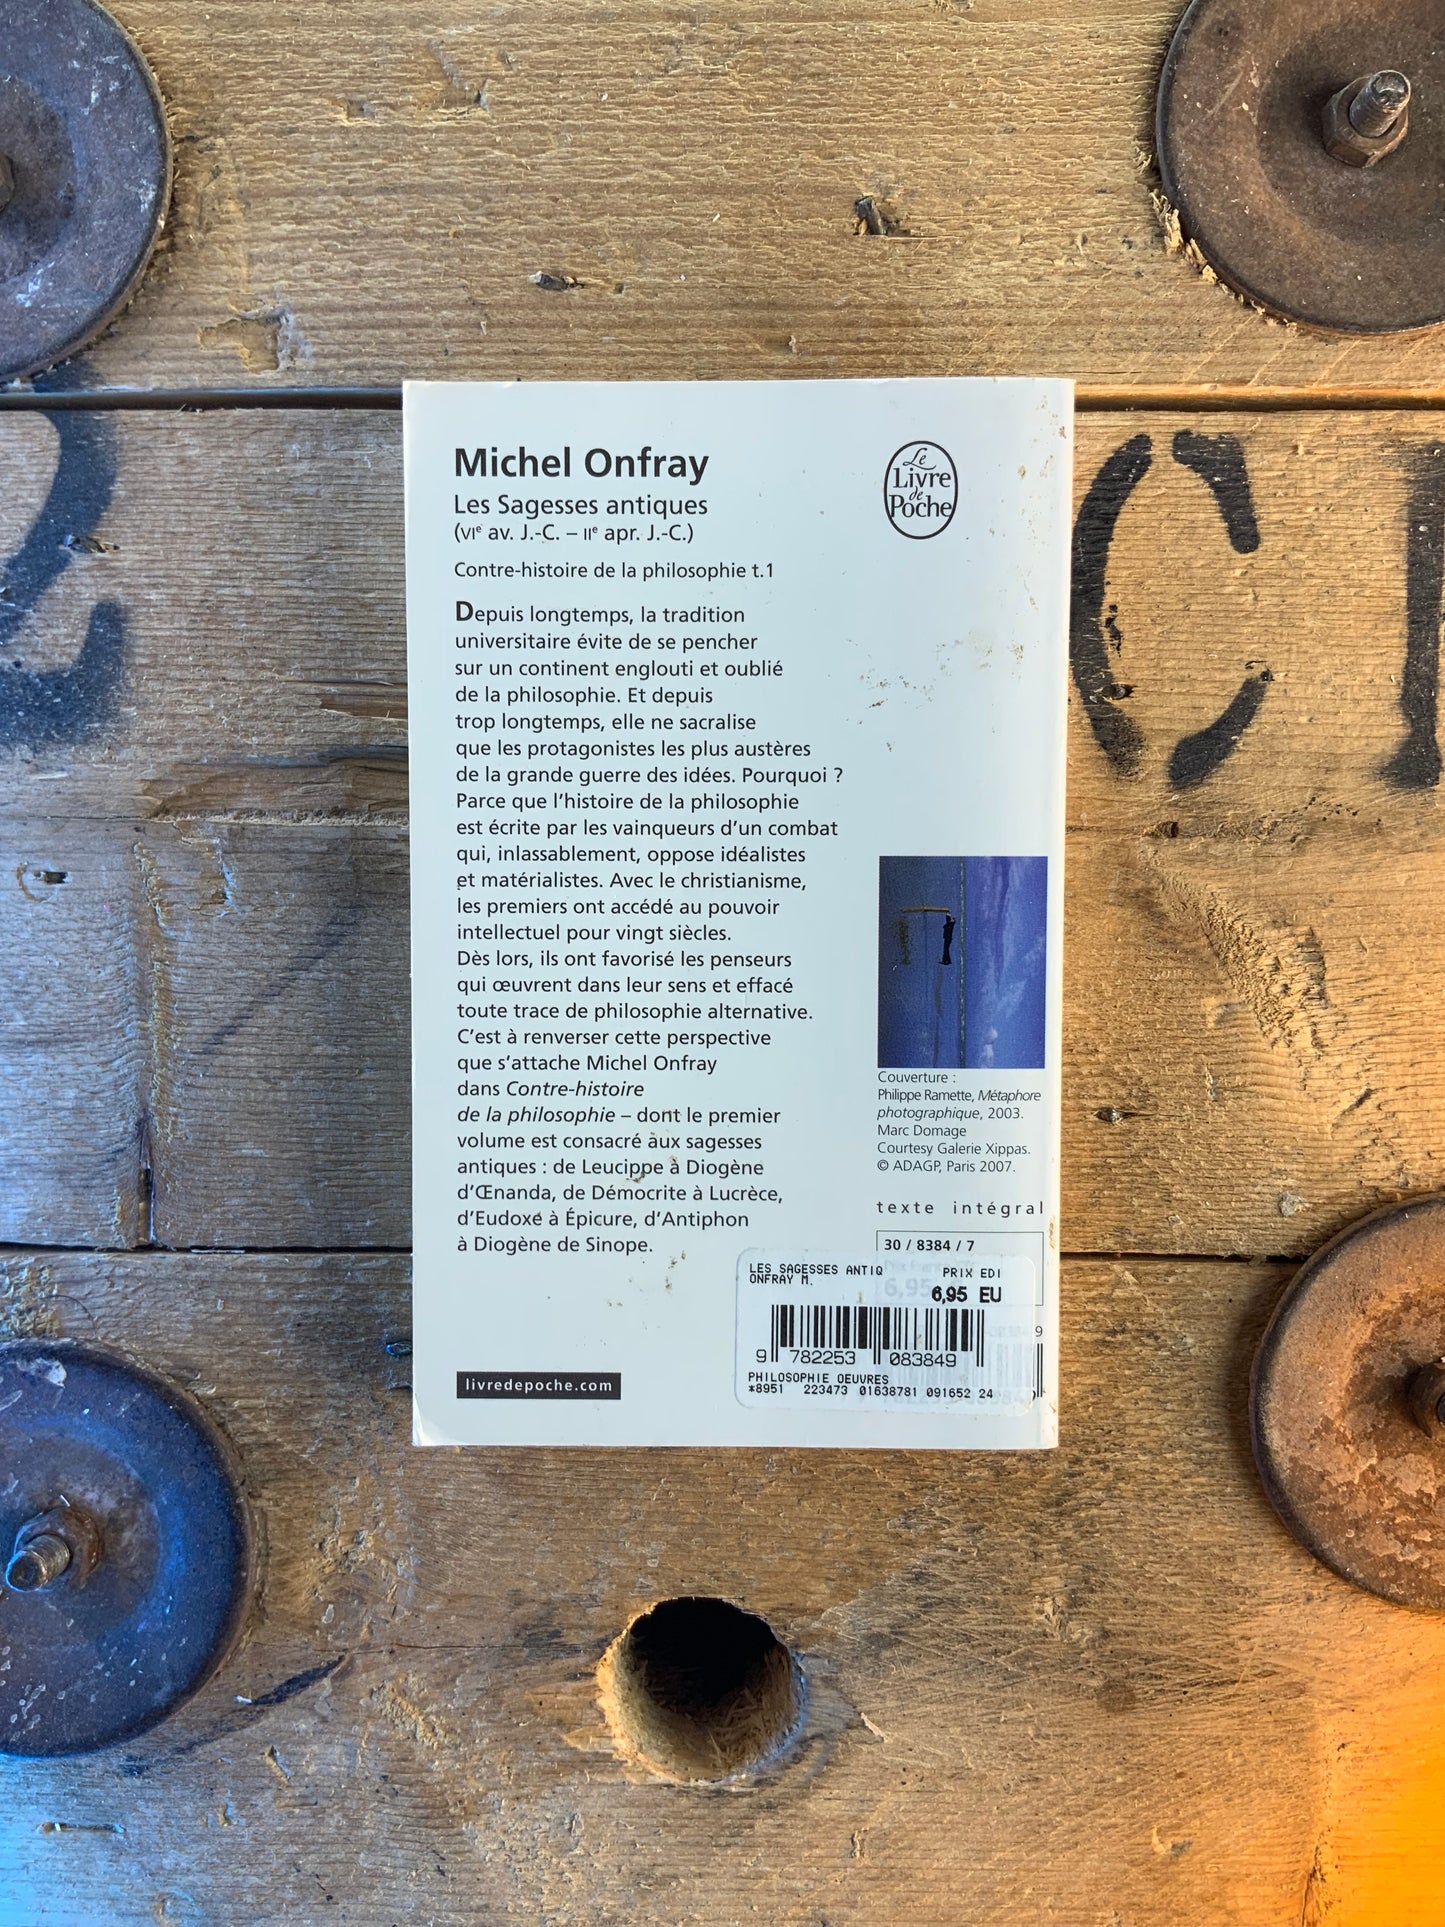 Michel Onfray
Les Sagesses antiques
(VIe av. J.-C. – IIe apr. J.-C.)
Contre-histoire de la philosophie t.1
Le
Livre
de
Poche
Depuis longtemps, la tradition
universitaire évite de se pencher
sur un continent englouti et oublié
de la philosophie. Et depuis
trop longtemps, elle ne sacralise
que les protagonistes les plus austères
de la grande guerre des idées. Pourquoi ?
Parce que l'histoire de la philosophie
est écrite par les vainqueurs d'un combat
qui, inlassablement, oppose idéalistes
et matérialistes. Avec le christianisme,
les premiers ont accédé au pouvoir
intellectuel pour vingt siècles.
Dès lors, ils ont favorisé les penseurs
qui œuvrent dans leur sens et effacé
toute trace de philosophie alternative.
C'est à renverser cette perspective
que s'attache Michel Onfray
dans Contre-histoire
de la philosophie – dont le premier
volume est consacré aux sagesses
antiques : de Leucippe à Diogène
d'Œnanda, de Démocrite à Lucrèce,
d'Eudoxe à Épicure, d'Antiphon
à Diogène de Sinope.
livredepoche.com
Couverture :
Philippe Ramette, Métaphore
photographique, 2003.
Marc Domage
Courtesy Galerie Xippas.
© ADAGP, Paris 2007.
texte intégral
30 / 8384 / 7
LES SAGESSES ANTIQ PRIX EDI
ONFRAY M. 6,95 EU
9 782253 083849
PHILOSOPHIE OEUVRES
*8951 223473 01638781 091652 24
C